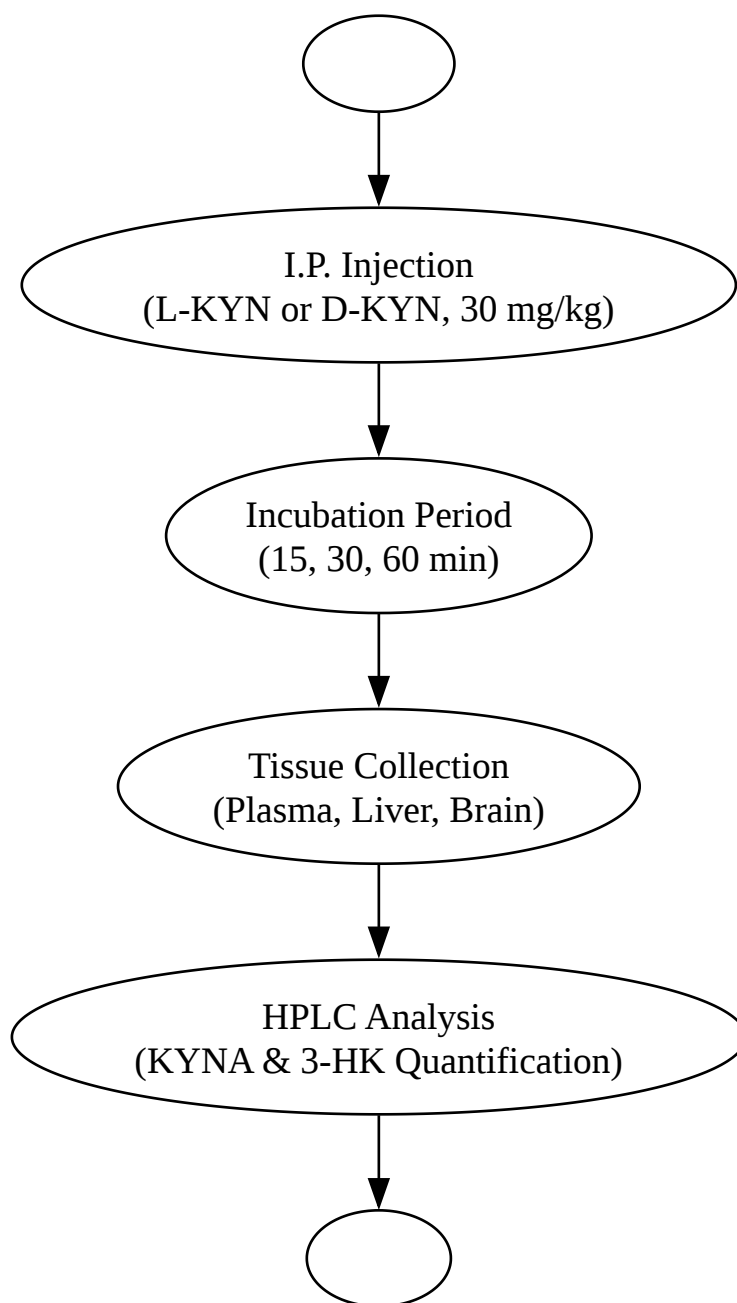 I.P. Injection
(L-KYN or D-KYN, 30 mg/kg)
Incubation Period
(15, 30, 60 min)
Tissue Collection
(Plasma, Liver, Brain)
HPLC Analysis
(KYNA & 3-HK Quantification)